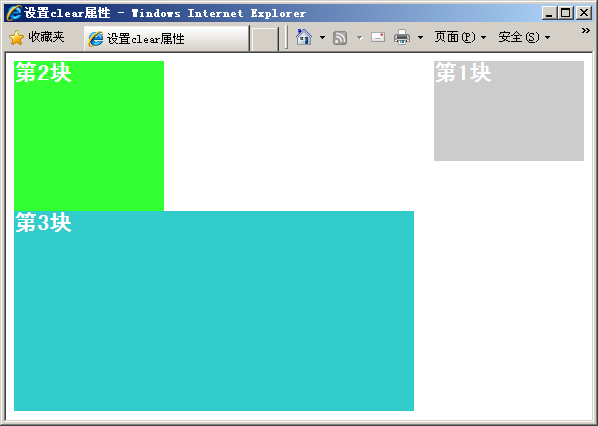 设置clear属性 - Windows Internet Explorer
收藏夹
设置clear属性
页面(P)
安全(S)
»
第2块
第1块
第3块